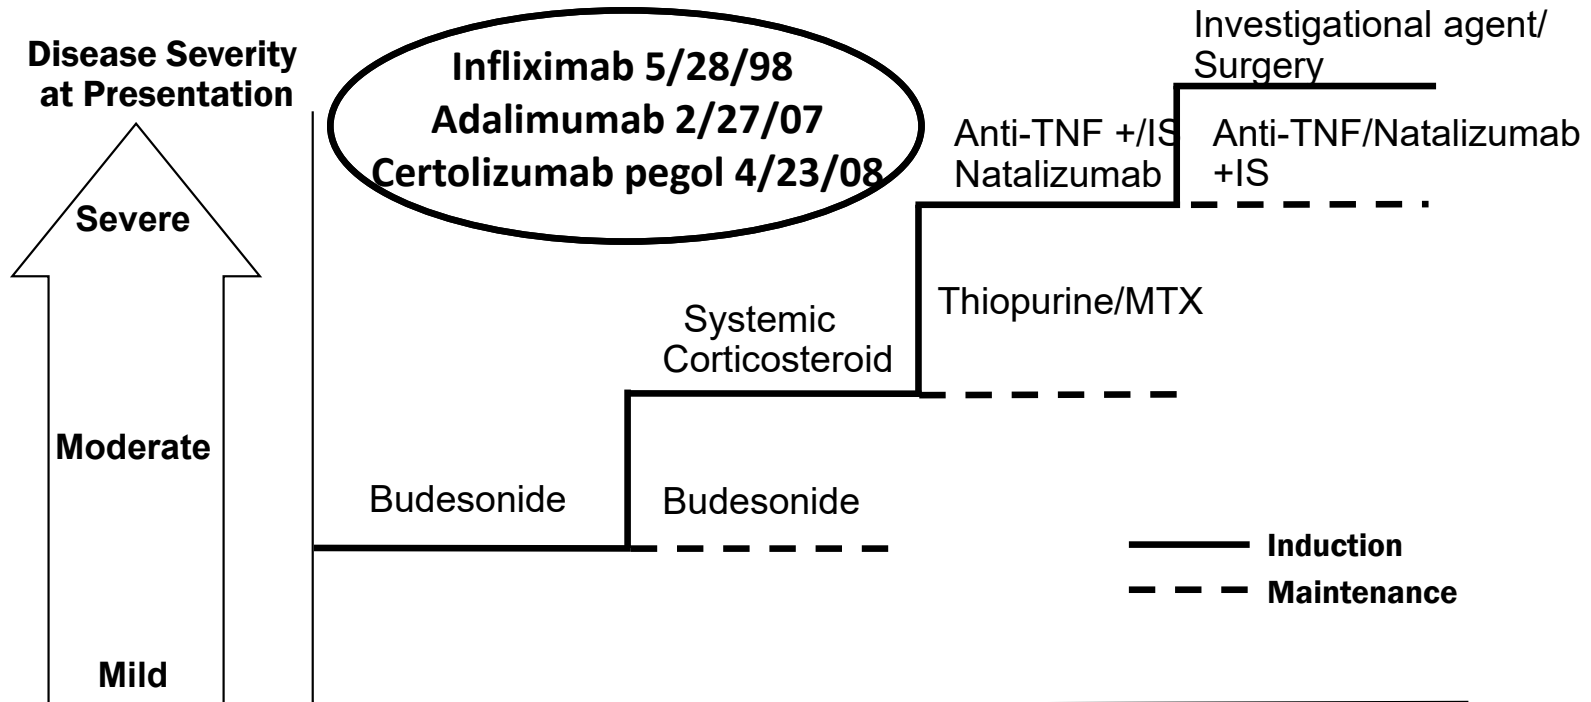 Disease Severity
at Presentation
Severe
Moderate
Mild
Infliximab 5/28/98
Adalimumab 2/27/07
Certolizumab pegol 4/23/08
Budesonide
Budesonide
Systemic
Corticosteroid
Thiopurine/MTX
Anti-TNF +/IS
Natalizumab
Investigational agent/
Surgery
Anti-TNF/Natalizumab
+IS
Induction
Maintenance